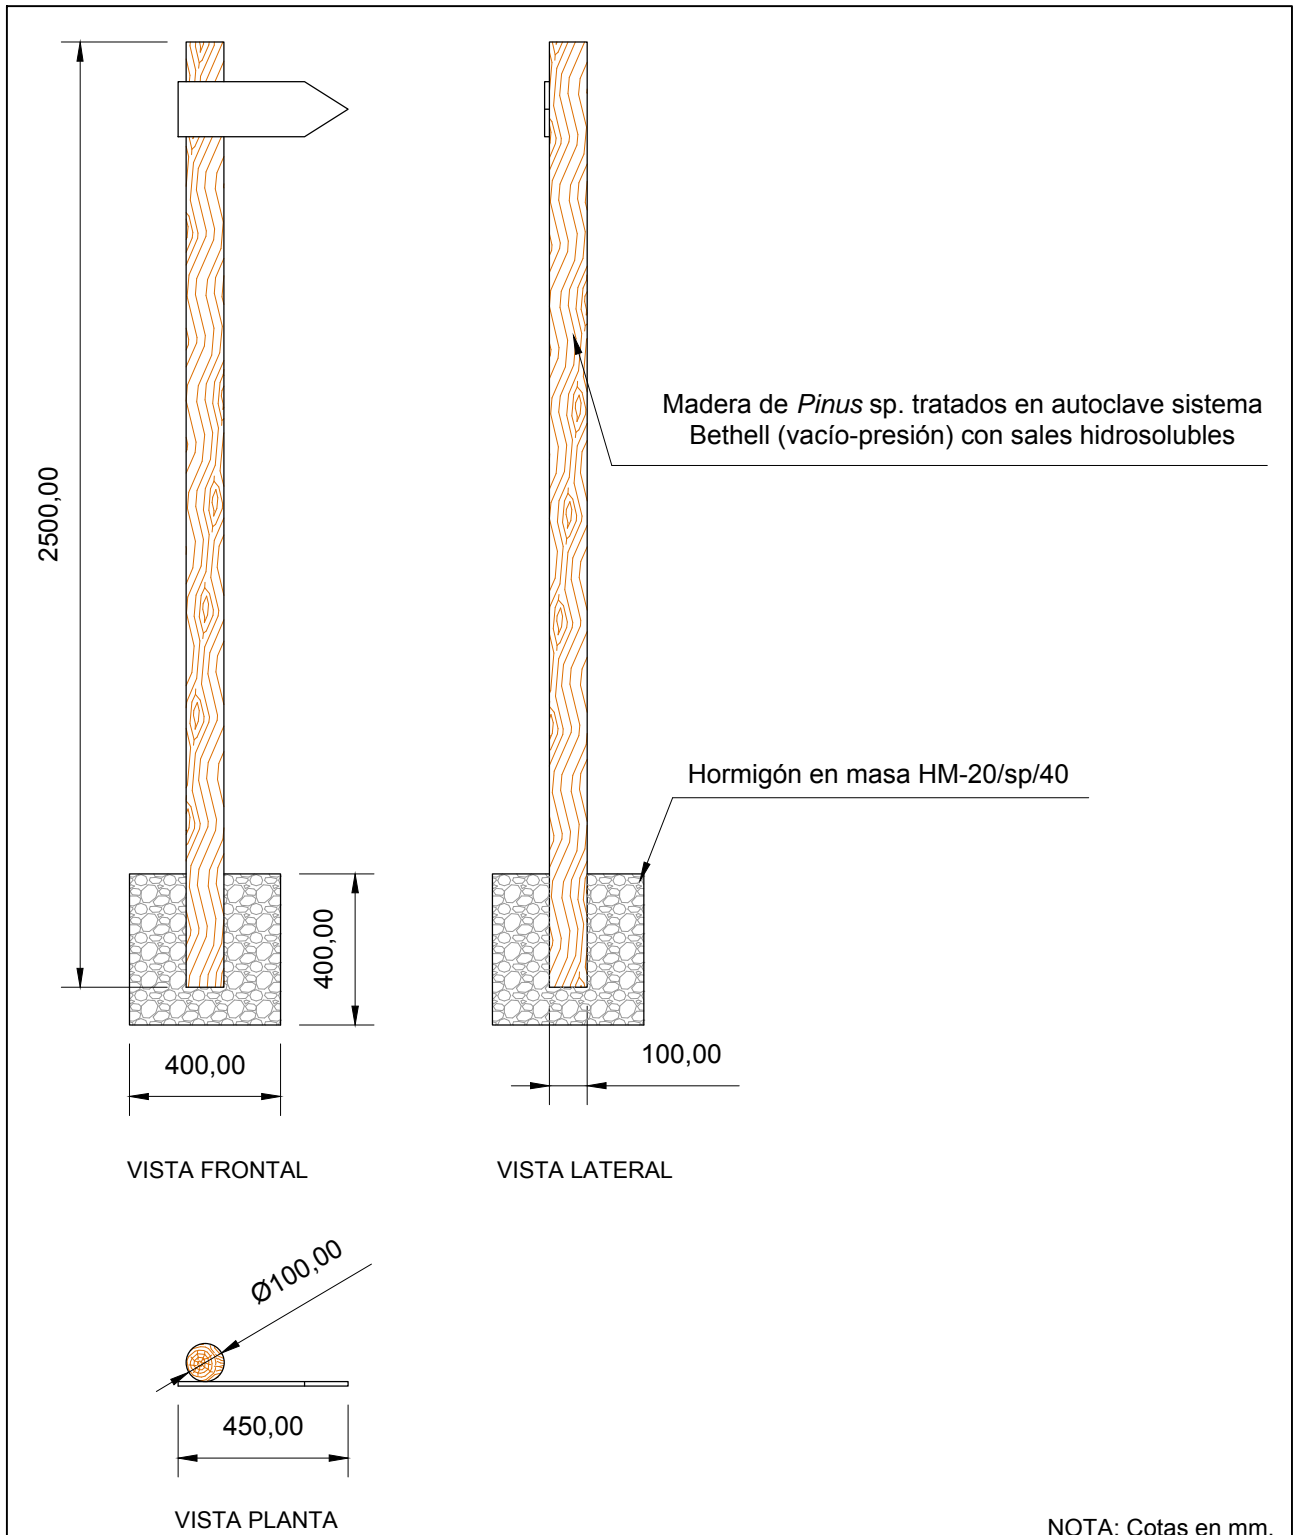 2500,00
Madera de Pinus sp. tratados en autoclave sistema
Bethell (vacío-presión) con sales hidrosolubles
Hormigón en masa HM-20/sp/40
400,00
400,00
100,00
VISTA FRONTAL
VISTA LATERAL
Ø100,00
450,00
VISTA PLANTA
NOTA: Cotas en mm.